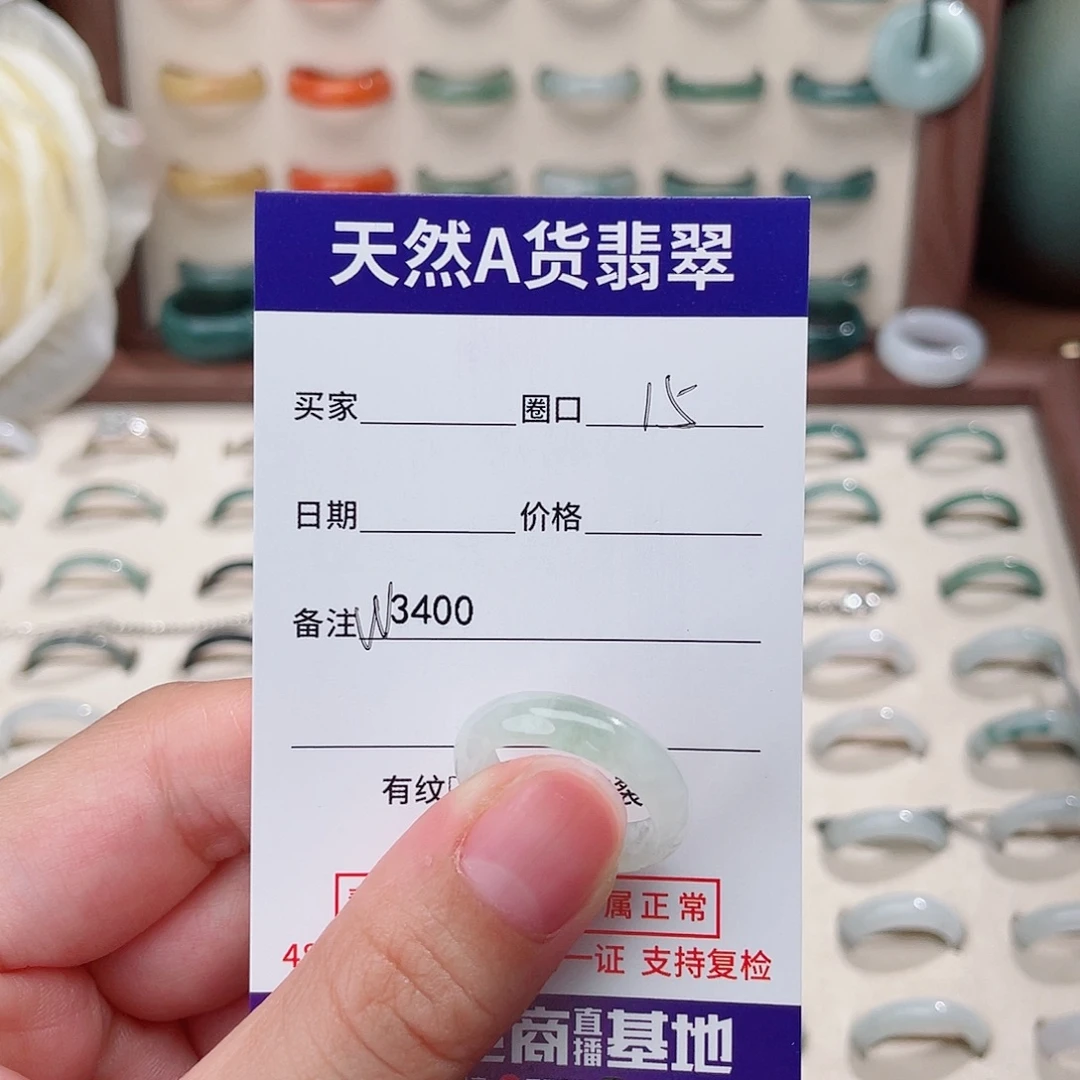 天然A货翡翠
买家 圈口 15
日期 价格
备注 W3400
有纹
属正常
一证 支持复检
商直播基地